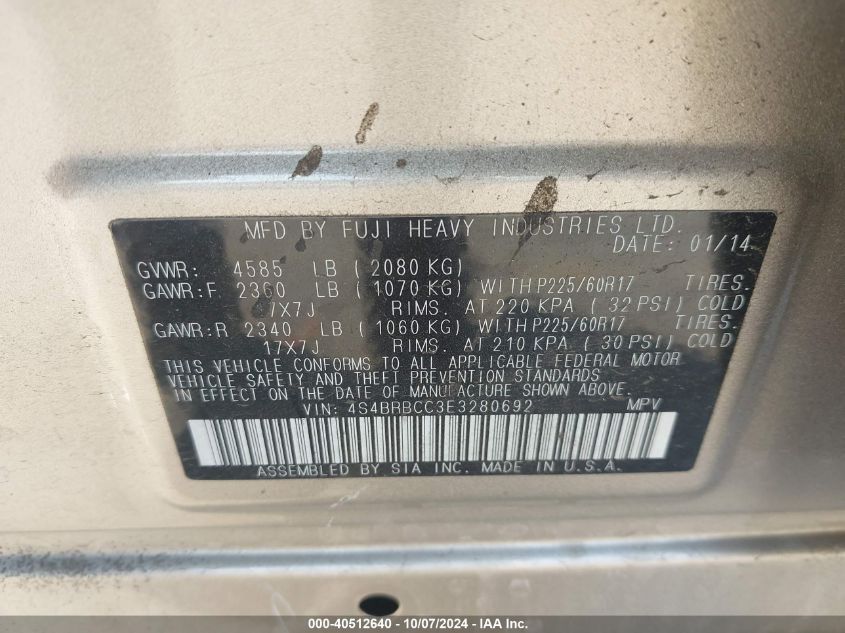 MFD BY FUJI HEAVY INDUSTRIES LTD.
DATE: 01/14
GVWR: 4585 LB ( 2080 KG)
GAWR:F 2360 LB ( 1070 KG) WITH P225/60R17 TIRES.
17X7J RIMS. AT 220 KPA ( 32 PSI) COLD
GAWR:R 2340 LB ( 1060 KG) WITH P225/60R17 TIRES.
17X7J RIMS. AT 210 KPA ( 30 PSI) COLD
THIS VEHICLE CONFORMS TO ALL APPLICABLE FEDERAL MOTOR
VEHICLE SAFETY AND THEFT PREVENTION STANDARDS
IN EFFECT ON THE DATE OF MANUFACTURE SHOWN ABOVE.
VIN: 4S4BRBCC3E3280692 MPV
ASSEMBLED BY SIA INC. MADE IN U.S.A.
000-40512640 - 10/07/2024 - IAA Inc.